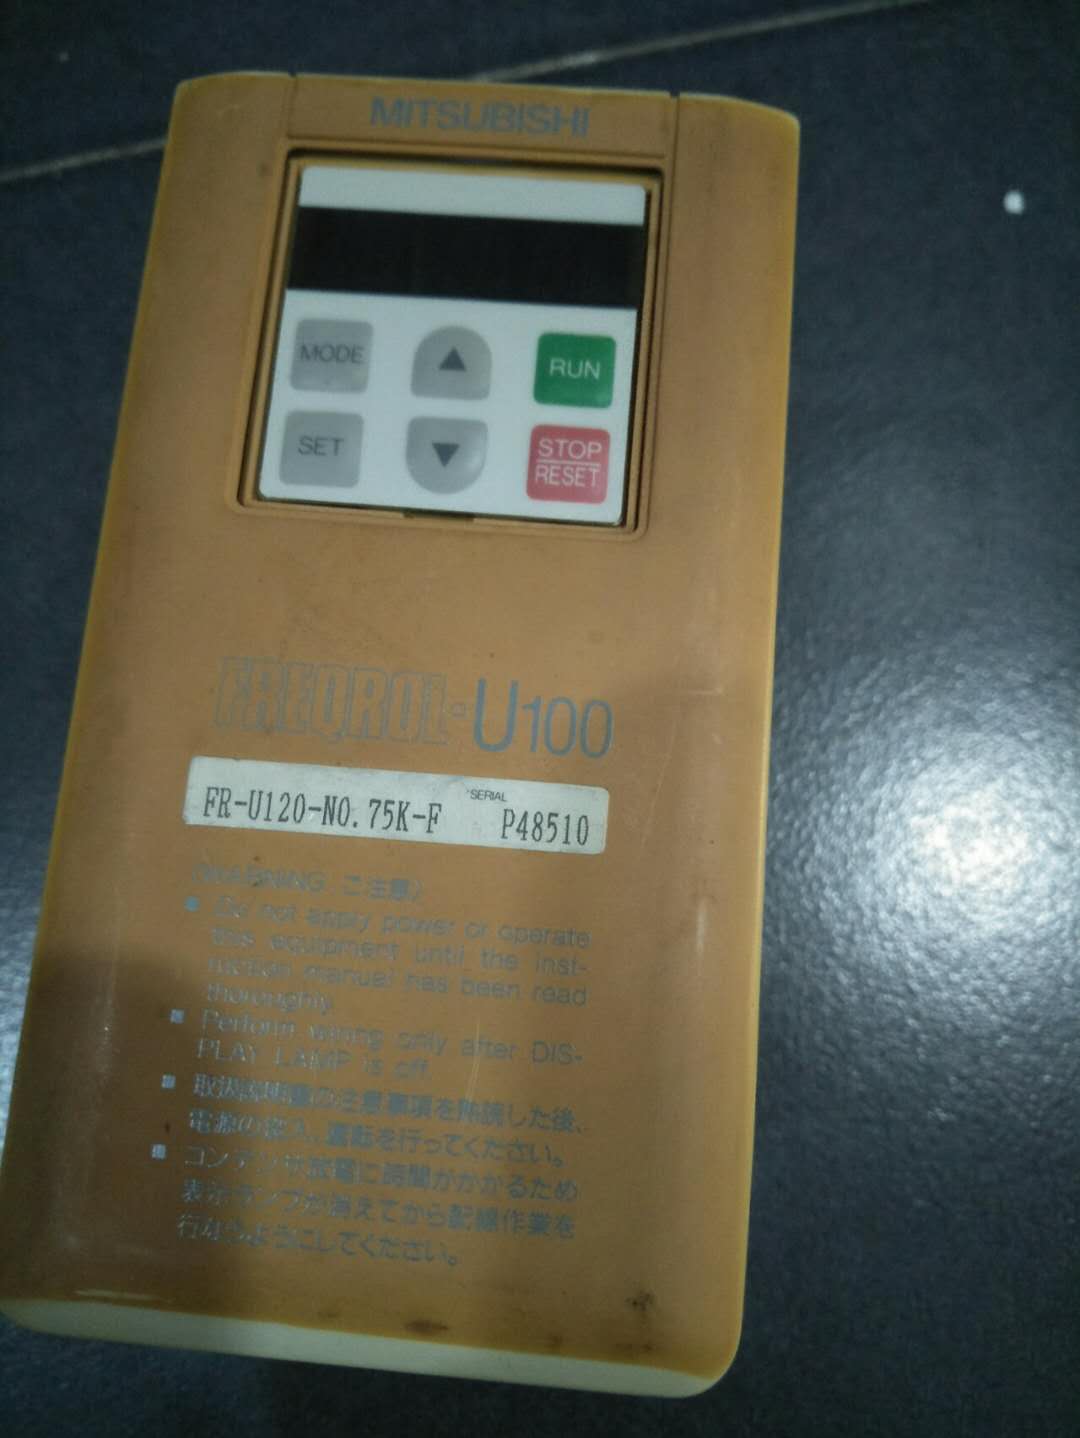 MITSUBISHI
MODE
RUN
SET
STOP
RESET
FREQROL-U100
FR-U120-N0.75K-F
SERIAL
P48510
〈WARNING ご注意〉
Do not apply power or operate
this equipment until the inst-
ruction manual has been read
thoroughly.
Perform wiring only after DIS-
PLAY LAMP is off.
取扱説明書の注意事項を熟読した後、
電源の投入、運転を行ってください。
コンデンサ放電に時間がかかるため
表示ランプが消えてから配線作業を
行なうようにしてください。